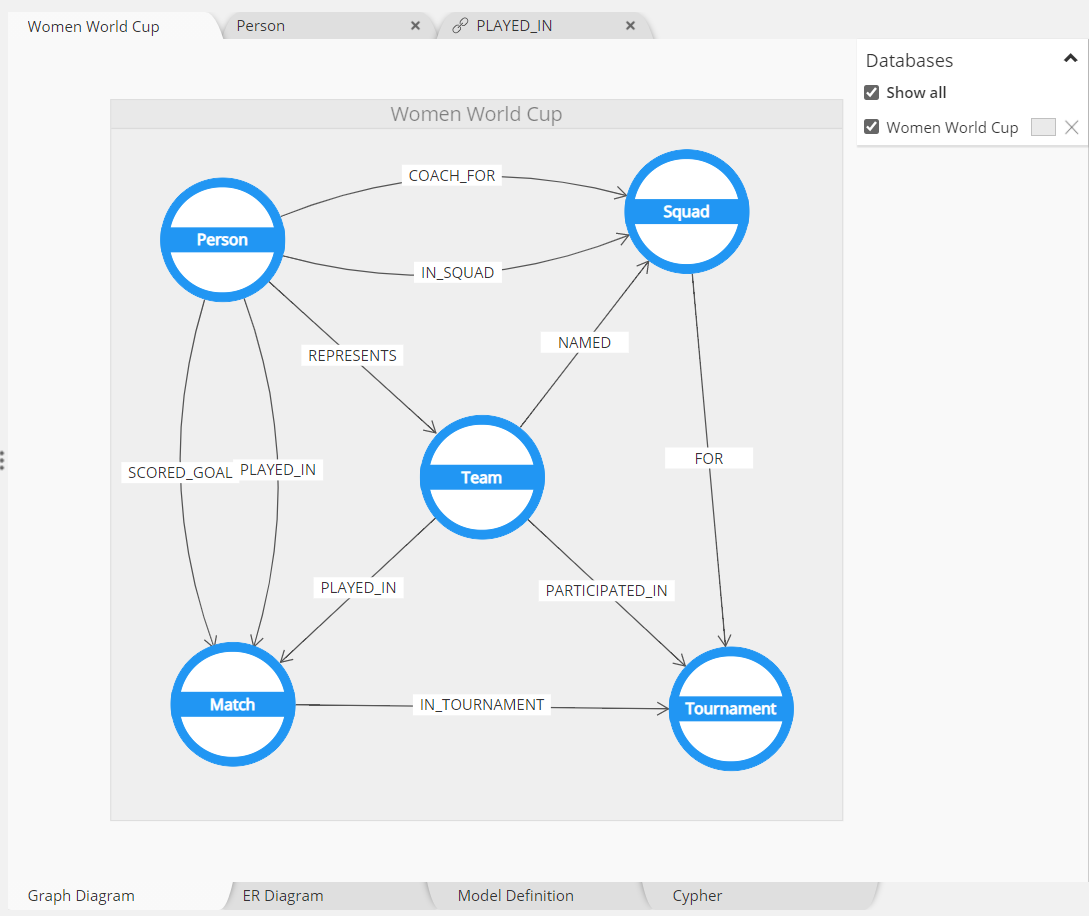 Women World Cup
Person
PLAYED_IN
Databases
Show all
Women World Cup
Women World Cup
COACH_FOR
Squad
Person
IN_SQUAD
NAMED
REPRESENTS
FOR
SCORED_GOAL
PLAYED_IN
Team
PLAYED_IN
PARTICIPATED_IN
Match
IN_TOURNAMENT
Tournament
Graph Diagram
ER Diagram
Model Definition
Cypher